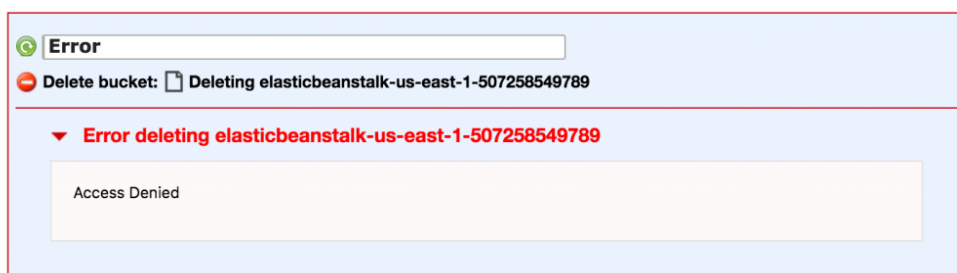 Error
Delete bucket: Deleting elasticbeanstalk-us-east-1-507258549789
Error deleting elasticbeanstalk-us-east-1-507258549789
Access Denied